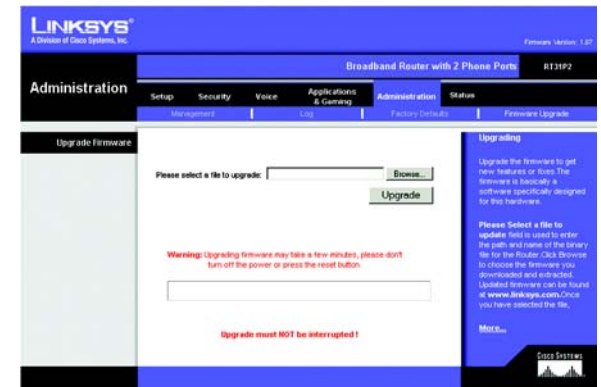 LINKSYS®
A Division of Cisco Systems, Inc.
Firmware Version: 1.07
Broadband Router with 2 Phone Ports
RT31P2
Administration
Setup
Security
Voice
Applications & Gaming
Administration
Status
Management
Log
Factory Defaults
Firmware Upgrade
Upgrade Firmware
Please select a file to upgrade:
Browse...
Upgrade
Warning: Upgrading firmware may take a few minutes, please don't
turn off the power or press the reset button.
Upgrade must NOT be interrupted !
Upgrading
Upgrade the firmware to get
new features or fixes.The
firmware is basically a
software specifically designed
for this hardware.
Please Select a file to
update field is used to enter
the path and name of the binary
file for the Router.Click Browse
to choose the firmware you
downloaded and extracted.
Updated firmware can be found
at www.linksys.com.Once
you have selected the file,
More...
CISCO SYSTEMS